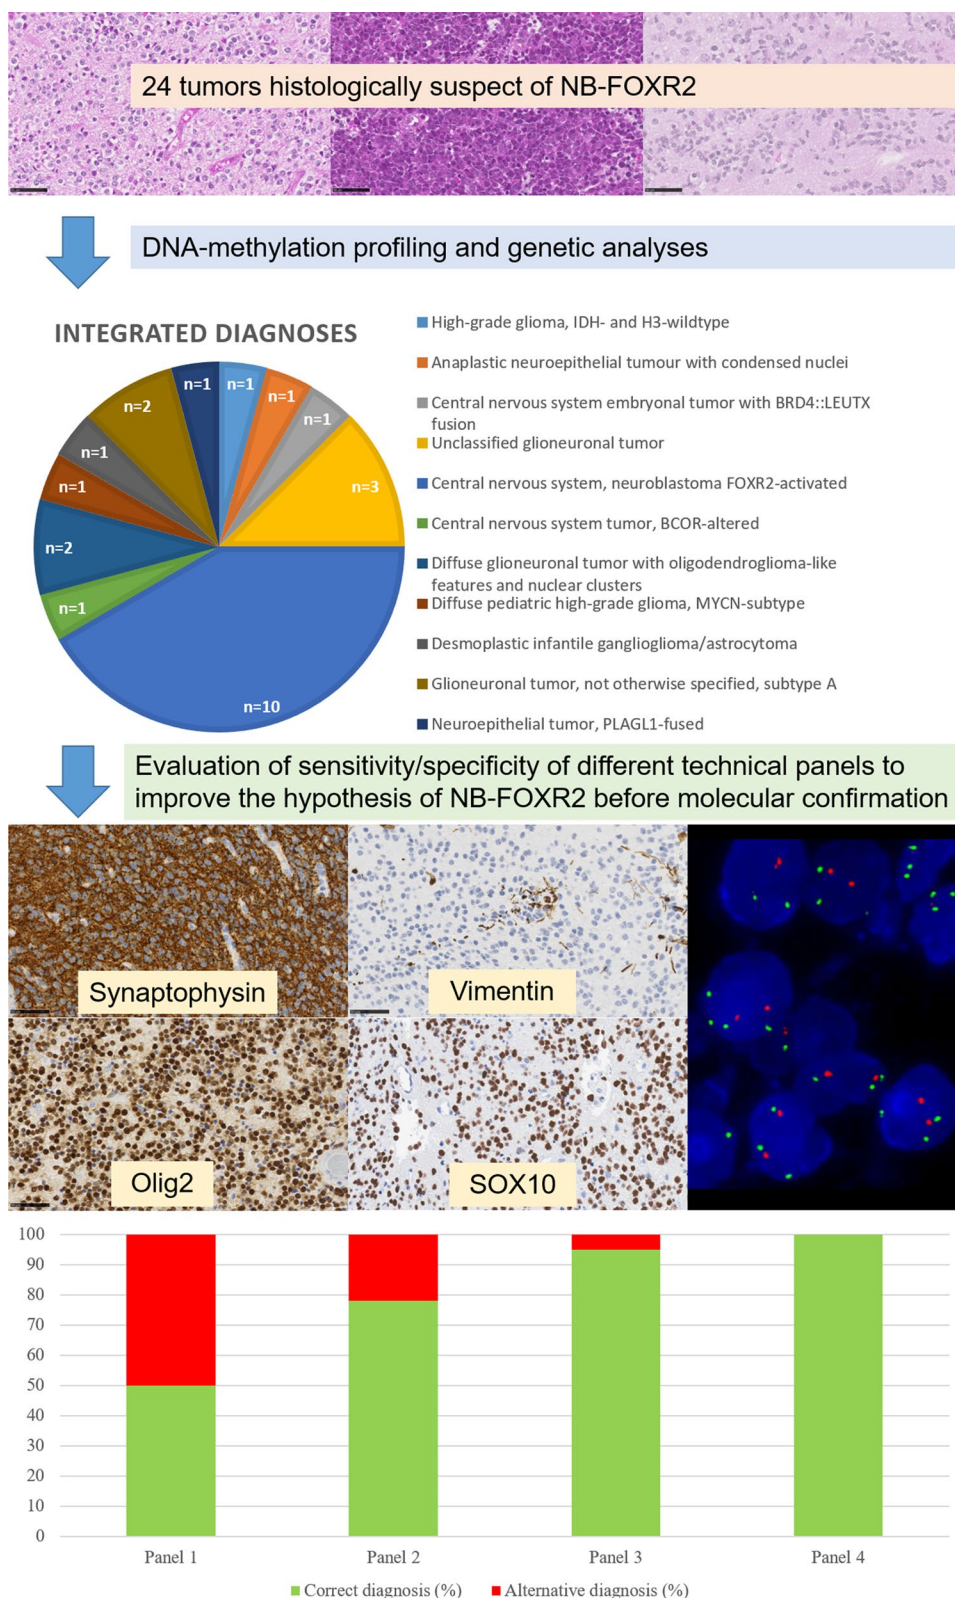 24 tumors histologically suspect of NB-FOXR2
DNA-methylation profiling and genetic analyses
INTEGRATED DIAGNOSES
n=1
n=1
n=1
n=3
n=10
n=1
n=2
n=1
n=1
n=2
n=1
High-grade glioma, IDH- and H3-wildtype
Anaplastic neuroepithelial tumour with condensed nuclei
Central nervous system embryonal tumor with BRD4::LEUTX
fusion
Unclassified glioneuronal tumor
Central nervous system, neuroblastoma FOXR2-activated
Central nervous system tumor, BCOR-altered
Diffuse glioneuronal tumor with oligodendroglioma-like
features and nuclear clusters
Diffuse pediatric high-grade glioma, MYCN-subtype
Desmoplastic infantile ganglioglioma/astrocytoma
Glioneuronal tumor, not otherwise specified, subtype A
Neuroepithelial tumor, PLAGL1-fused
Evaluation of sensitivity/specificity of different technical panels to
improve the hypothesis of NB-FOXR2 before molecular confirmation
Synaptophysin
Vimentin
Olig2
SOX10
100
90
80
70
60
50
40
30
20
10
0
Panel 1
Panel 2
Panel 3
Panel 4
Correct diagnosis (%)
Alternative diagnosis (%)